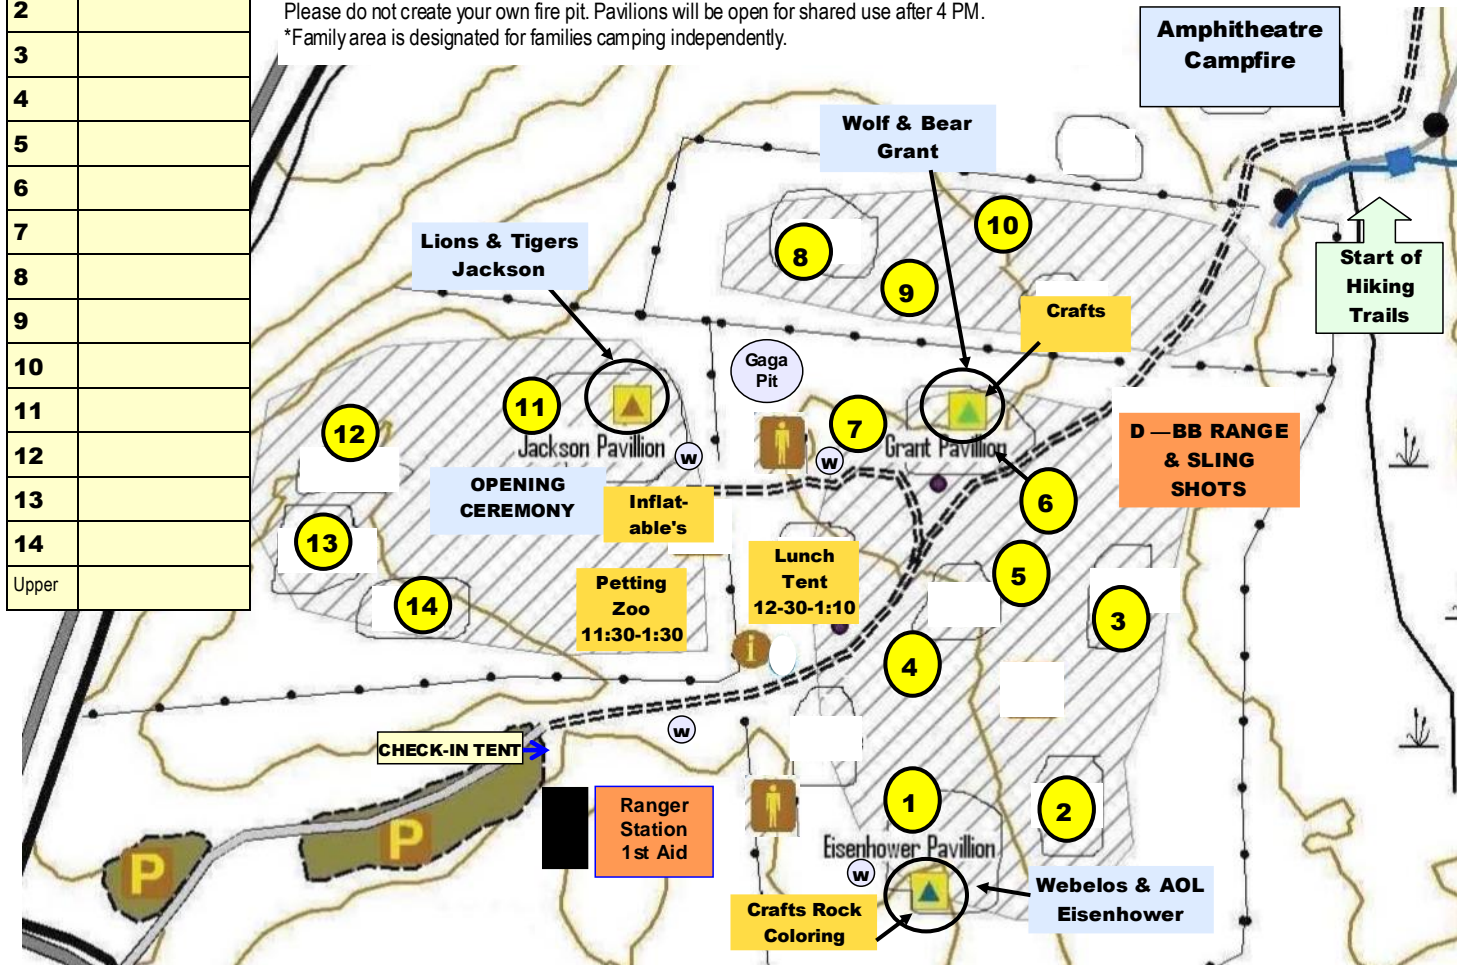 Please do not create your own fire pit. Pavilions will be open for shared use after 4 PM.
*Family area is designated for families camping independently.
2
3
4
5
6
7
8
9
10
11
12
13
14
Upper
Amphitheatre
Campfire
Wolf & Bear
Grant
Lions & Tigers
Jackson
Start of
Hiking
Trails
8
9
10
Crafts
Gaga
Pit
11
12
7
Jackson Pavillion
W
W
Grant Pavillion
D —BB RANGE
& SLING
SHOTS
OPENING
CEREMONY
Inflat-
able's
6
13
14
Petting
Zoo
11:30-1:30
Lunch
Tent
12-30-1:10
5
3
i
4
W
CHECK-IN TENT
P
P
Ranger
Station
1st Aid
1
2
Eisenhower Pavillion
W
Webelos & AOL
Eisenhower
Crafts Rock
Coloring